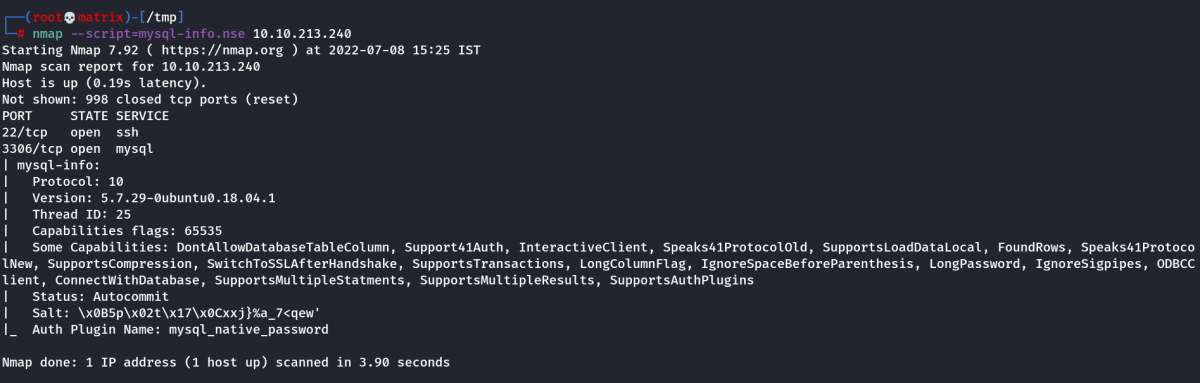 ┌──(root💀matrix)-[/tmp]
└─# nmap --script=mysql-info.nse 10.10.213.240
Starting Nmap 7.92 ( https://nmap.org ) at 2022-07-08 15:25 IST
Nmap scan report for 10.10.213.240
Host is up (0.19s latency).
Not shown: 998 closed tcp ports (reset)
PORT     STATE SERVICE
22/tcp   open  ssh
3306/tcp open  mysql
| mysql-info:
|   Protocol: 10
|   Version: 5.7.29-0ubuntu0.18.04.1
|   Thread ID: 25
|   Capabilities flags: 65535
|   Some Capabilities: DontAllowDatabaseTableColumn, Support41Auth, InteractiveClient, Speaks41ProtocolOld, SupportsLoadDataLocal, FoundRows, Speaks41Protoco
lNew, SupportsCompression, SwitchToSSLAfterHandshake, SupportsTransactions, LongColumnFlag, IgnoreSpaceBeforeParenthesis, LongPassword, IgnoreSigpipes, ODBCC
lient, ConnectWithDatabase, SupportsMultipleStatments, SupportsMultipleResults, SupportsAuthPlugins
|   Status: Autocommit
|   Salt: \x0B5p\x02t\x17\x0Cxxj}%a_7<qew'
|_  Auth Plugin Name: mysql_native_password

Nmap done: 1 IP address (1 host up) scanned in 3.90 seconds